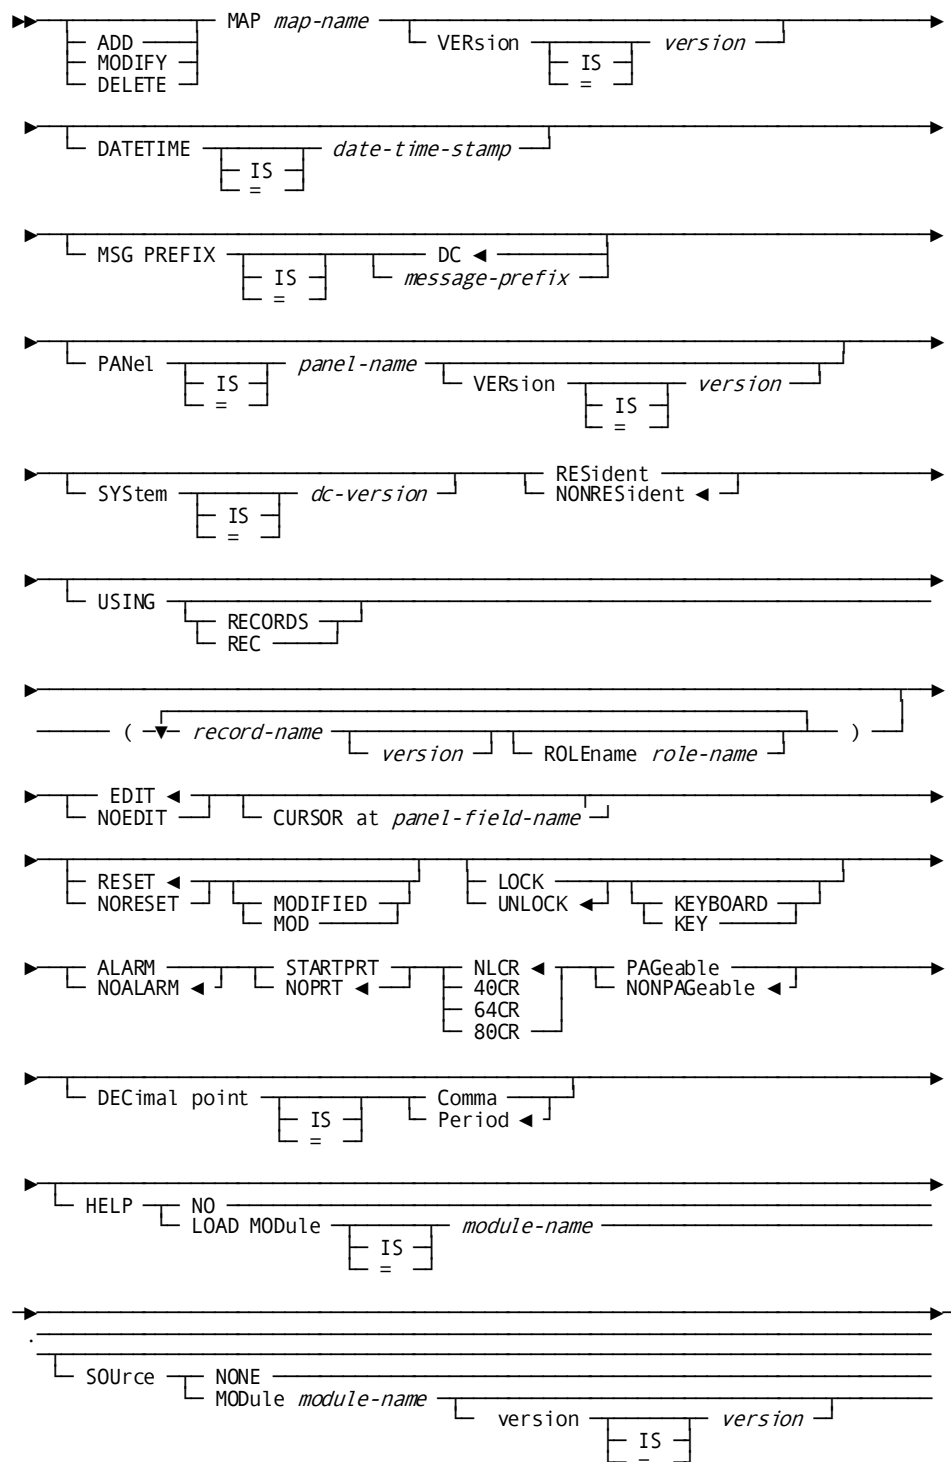 MAP map-name
ADD VERsion version
MODIFY IS
DELETE =
DATETIME date-time-stamp
IS
=
MSG PREFIX DC ◄
IS message-prefix
=
PANel panel-name
IS VERsion version
= IS
=
RESident
SYStem dc-version NONRESident ◄
IS
=
USING
RECORDS
REC
( record-name )
version ROLEname role-name
EDIT ◄
NOEDIT CURSOR at panel-field-name
RESET ◄ LOCK
NORESET MODIFIED UNLOCK ◄ KEYBOARD
MOD KEY
ALARM STARTPRT NLCR ◄ PAGeable
NOALARM ◄ NOPRT ◄ 40CR NONPAGeable ◄
64CR
80CR
DECimal point Comma
IS Period ◄
=
HELP NO
LOAD MODule module-name
IS
=
.
SOUrce NONE
MODule module-name
version version
IS
=